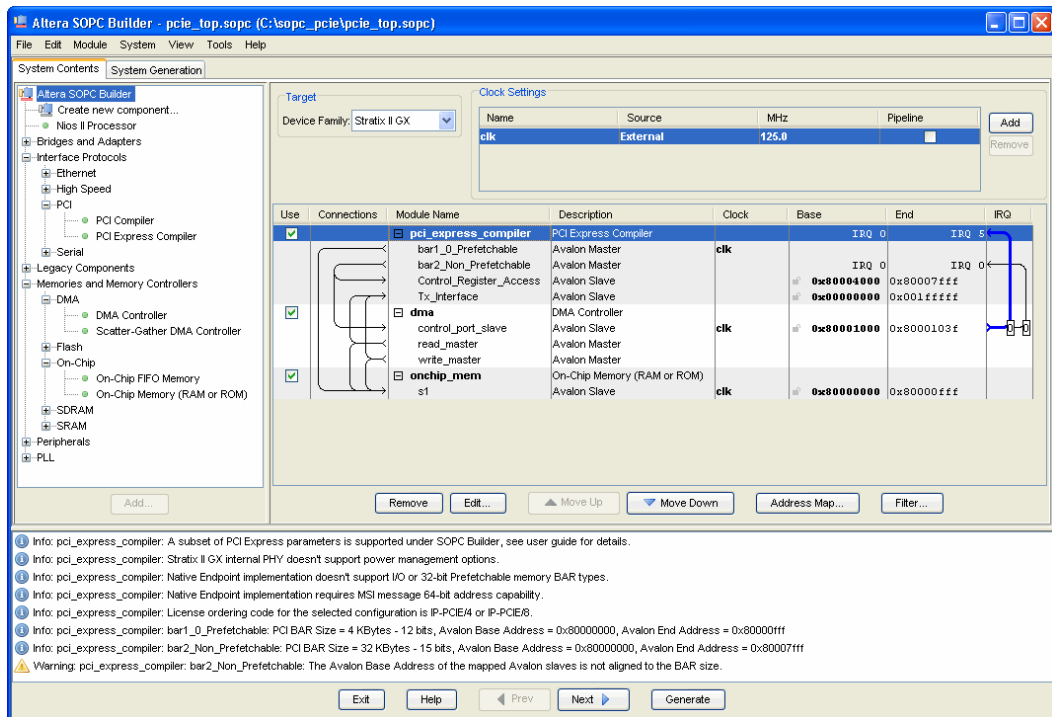 Altera SOPC Builder - pcie_top.sopc (C:\sopc_pcie\pcie_top.sopc)
File Edit Module System View Tools Help
System Contents System Generation
Altera SOPC Builder
Create new component...
Nios II Processor
Bridges and Adapters
Interface Protocols
Ethernet
High Speed
PCI
PCI Compiler
PCI Express Compiler
Serial
Legacy Components
Memories and Memory Controllers
DMA
DMA Controller
Scatter-Gather DMA Controller
Flash
On-Chip
On-Chip FIFO Memory
On-Chip Memory (RAM or ROM)
SDRAM
SRAM
Peripherals
PLL
Add...
Target
Device Family: Stratix II GX
Clock Settings
Name Source MHz Pipeline
clk External 125.0
Add
Remove
Use Connections Module Name Description Clock Base End IRQ
pci_express_compiler PCI Express Compiler IRQ 0 IRQ 5
bar1_0_Prefetchable Avalon Master clk
bar2_Non_Prefetchable Avalon Master IRQ 0 IRQ 0
Control_Register_Access Avalon Slave 0x80004000 0x80007fff
Tx_Interface Avalon Slave 0x00000000 0x001fffff
dma DMA Controller
control_port_slave Avalon Slave clk 0x80001000 0x8000103f
read_master Avalon Master
write_master Avalon Master
onchip_mem On-Chip Memory (RAM or ROM)
s1 Avalon Slave clk 0x80000000 0x80000fff
Remove Edit... Move Up Move Down Address Map... Filter...
Info: pci_express_compiler: A subset of PCI Express parameters is supported under SOPC Builder, see user guide for details.
Info: pci_express_compiler: Stratix II GX internal PHY doesn't support power management options.
Info: pci_express_compiler: Native Endpoint implementation doesn't support I/O or 32-bit Prefetchable memory BAR types.
Info: pci_express_compiler: Native Endpoint implementation requires MSI message 64-bit address capability.
Info: pci_express_compiler: License ordering code for the selected configuration is IP-PCIE/4 or IP-PCIE/8.
Info: pci_express_compiler: bar1_0_Prefetchable: PCI BAR Size = 4 KBytes - 12 bits, Avalon Base Address = 0x80000000, Avalon End Address = 0x80000fff
Info: pci_express_compiler: bar2_Non_Prefetchable: PCI BAR Size = 32 KBytes - 15 bits, Avalon Base Address = 0x80000000, Avalon End Address = 0x80007fff
Warning: pci_express_compiler: bar2_Non_Prefetchable: The Avalon Base Address of the mapped Avalon slaves is not aligned to the BAR size.
Exit Help Prev Next Generate